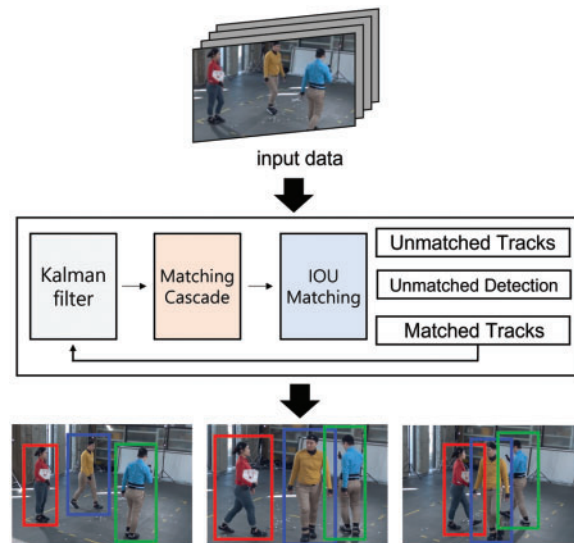 input data
Kalman
filter
Matching
Cascade
IOU
Matching
Unmatched Tracks
Unmatched Detection
Matched Tracks